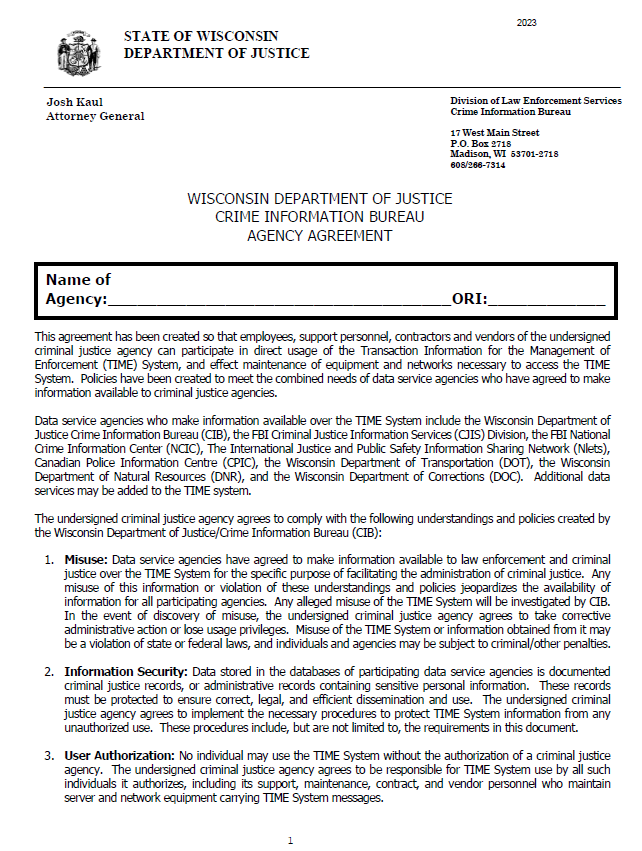 2023
STATE OF WISCONSIN
DEPARTMENT OF JUSTICE
Josh Kaul
Attorney General
Division of Law Enforcement Services
Crime Information Bureau
17 West Main Street
P.O. Box 2718
Madison, WI 53701-2718
608/266-7314
WISCONSIN DEPARTMENT OF JUSTICE
CRIME INFORMATION BUREAU
AGENCY AGREEMENT
Name of
Agency:___________________________________ORI:____________
This agreement has been created so that employees, support personnel, contractors and vendors of the undersigned
criminal justice agency can participate in direct usage of the Transaction Information for the Management of
Enforcement (TIME) System, and effect maintenance of equipment and networks necessary to access the TIME
System. Policies have been created to meet the combined needs of data service agencies who have agreed to make
information available to criminal justice agencies.
Data service agencies who make information available over the TIME System include the Wisconsin Department of
Justice Crime Information Bureau (CIB), the FBI Criminal Justice Information Services (CJIS) Division, the FBI National
Crime Information Center (NCIC), The International Justice and Public Safety Information Sharing Network (Nlets),
Canadian Police Information Centre (CPIC), the Wisconsin Department of Transportation (DOT), the Wisconsin
Department of Natural Resources (DNR), and the Wisconsin Department of Corrections (DOC). Additional data
services may be added to the TIME system.
The undersigned criminal justice agency agrees to comply with the following understandings and policies created by
the Wisconsin Department of Justice/Crime Information Bureau (CIB):
1. Misuse: Data service agencies have agreed to make information available to law enforcement and criminal
justice over the TIME System for the specific purpose of facilitating the administration of criminal justice. Any
misuse of this information or violation of these understandings and policies jeopardizes the availability of
information for all participating agencies. Any alleged misuse of the TIME System will be investigated by CIB.
In the event of discovery of misuse, the undersigned criminal justice agency agrees to take corrective
administrative action or lose usage privileges. Misuse of the TIME System or information obtained from it may
be a violation of state or federal laws, and individuals and agencies may be subject to criminal/other penalties.
2. Information Security: Data stored in the databases of participating data service agencies is documented
criminal justice records, or administrative records containing sensitive personal information. These records
must be protected to ensure correct, legal, and efficient dissemination and use. The undersigned criminal
justice agency agrees to implement the necessary procedures to protect TIME System information from any
unauthorized use. These procedures include, but are not limited to, the requirements in this document.
3. User Authorization: No individual may use the TIME System without the authorization of a criminal justice
agency. The undersigned criminal justice agency agrees to be responsible for TIME System use by all such
individuals it authorizes, including its support, maintenance, contract, and vendor personnel who maintain
server and network equipment carrying TIME System messages.
1